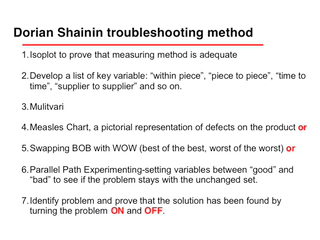 Dorian Shainin troubleshooting method
1.Isoplot to prove that measuring method is adequate
2.Develop a list of key variable: “within piece”, “piece to piece”, “time to
time”, “supplier to supplier” and so on.
3.Mulitvari
4.Measles Chart, a pictorial representation of defects on the product or
5.Swapping BOB with WOW (best of the best, worst of the worst) or
6.Parallel Path Experimenting-setting variables between “good” and
“bad” to see if the problem stays with the unchanged set.
7.Identify problem and prove that the solution has been found by
turning the problem ON and OFF.